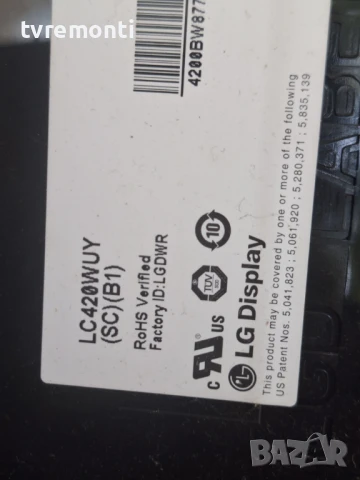 tvremonti
4200BW877
LC420WUY
(SC)(B1)
RoHS Verified
Factory ID:LGDWR
TUV
10
C UL US
LG Display
This product may be covered by one or more of the following
US Patent Nos. 5,041,823 ; 5,061,920 ; 5,280,371 ; 5,835,139
BAZAR